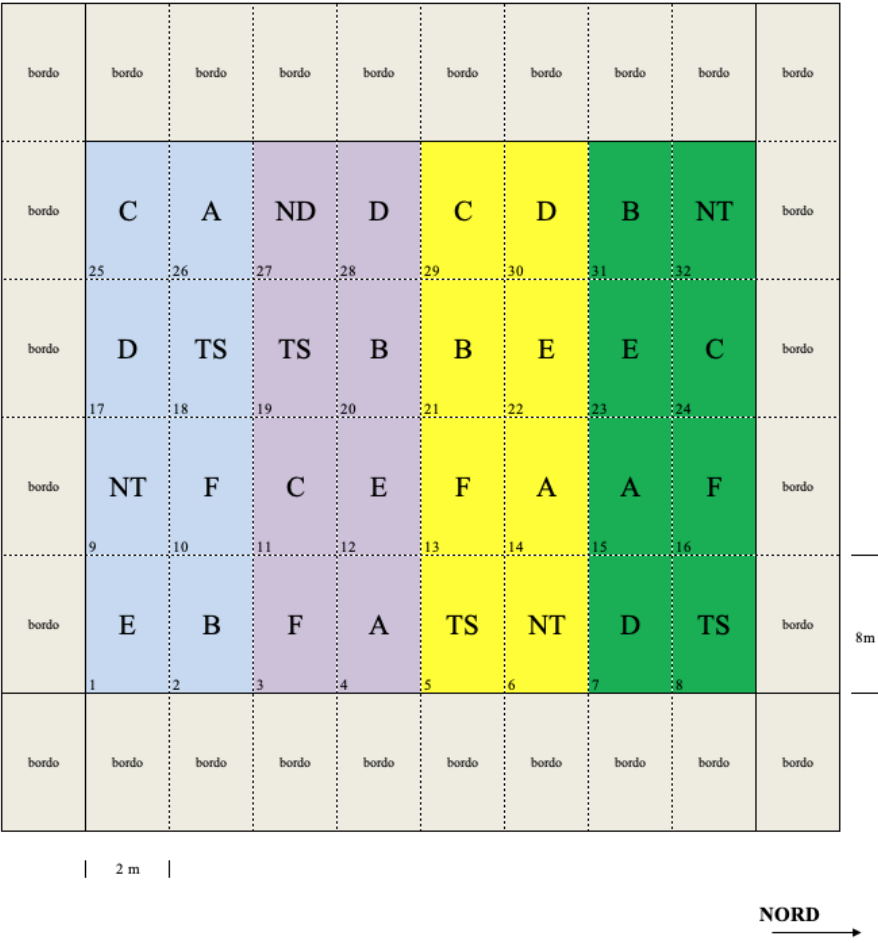 bordo bordo bordo bordo bordo bordo bordo bordo bordo bordo
bordo C A ND D C D B NT bordo
25 26 27 28 29 30 31 32
bordo D TS TS B B E E C bordo
17 18 19 20 21 22 23 24
bordo NT F C E F A A F bordo
9 10 11 12 13 14 15 16
bordo E B F A TS NT D TS bordo
8m
1 2 3 4 5 6 7 8
bordo bordo bordo bordo bordo bordo bordo bordo bordo bordo
2 m
NORD